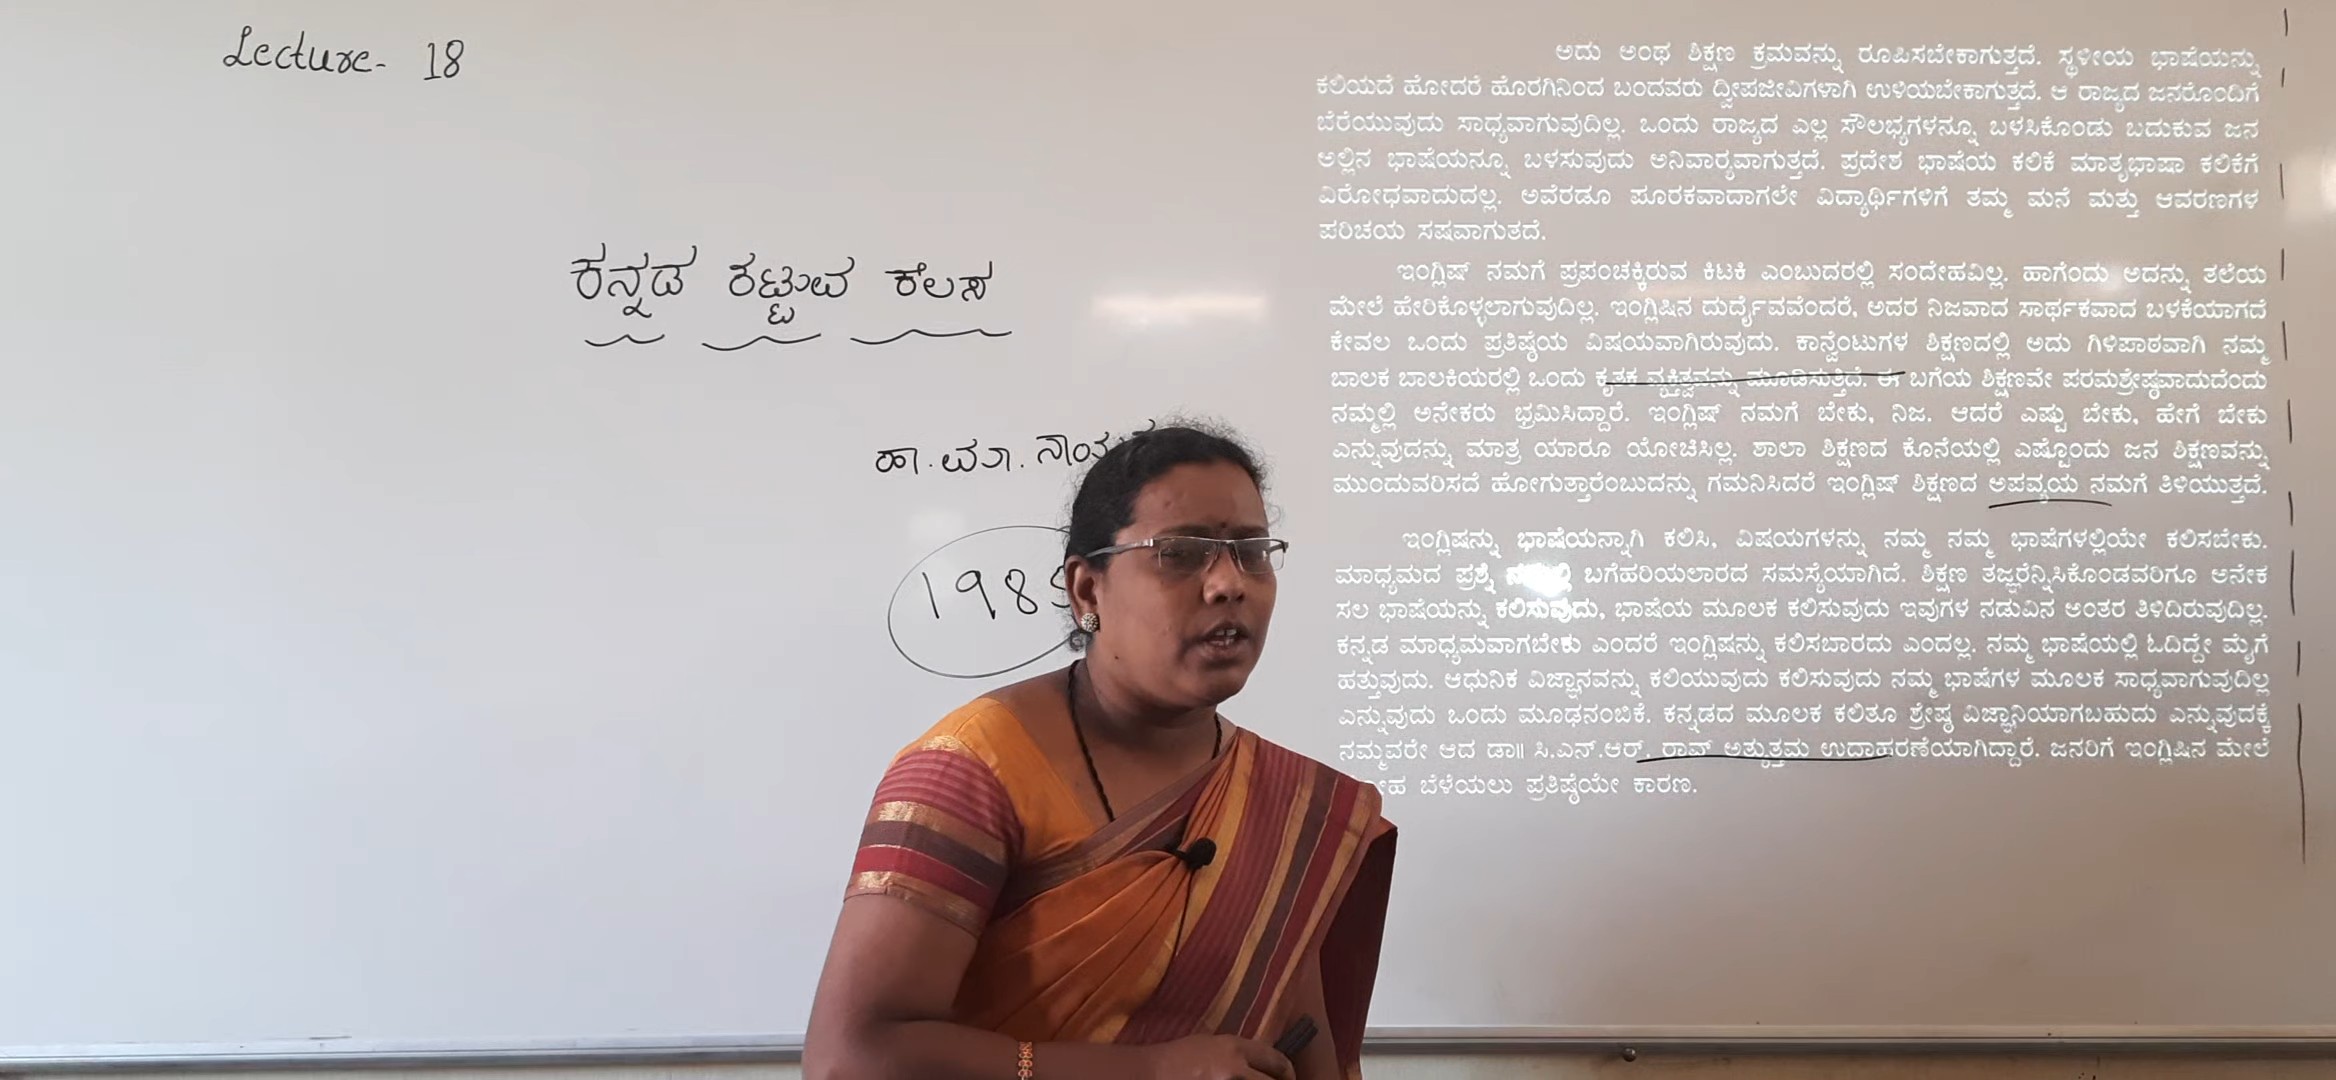 Lecture- 18
ಕನ್ನಡ ಕಟ್ಟುವ ಕೆಲಸ
ಹಾ. ಮಾ.
ಅದು ಅಂಥ ಶಿಕ್ಷಣ ಕ್ರಮವನ್ನು ರೂಪಿಸಬೇಕಾಗುತ್ತದೆ. ಸ್ಥಳೀಯ ಭಾಷೆಯನ್ನು
ಕಲಿಯದೆ ಹೋದರೆ ಹೊರಗಿನಿಂದ ಬಂದವರು ದ್ವೀಪಜೀವಿಗಳಾಗಿ ಉಳಿಯಬೇಕಾಗುತ್ತದೆ. ಆ ರಾಜ್ಯದ ಜನರೊಂದಿಗೆ
ಬೆರೆಯುವುದು ಸಾಧ್ಯವಾಗುವುದಿಲ್ಲ. ಒಂದು ರಾಜ್ಯದ ಎಲ್ಲ ಸೌಲಭ್ಯಗಳನ್ನೂ ಬಳಸಿಕೊಂಡು ಬದುಕುವ ಜನ
ಅಲ್ಲಿನ ಭಾಷೆಯನ್ನೂ ಬಳಸುವುದು ಅನಿವಾರ್‍ಯವಾಗುತ್ತದೆ. ಪ್ರದೇಶ ಭಾಷೆಯ ಕಲಿಕೆ ಮಾತೃಭಾಷಾ ಕಲಿಕೆಗೆ
ವಿರೋಧವಾದುದಲ್ಲ. ಅವೆರಡೂ ಪೂರಕವಾದಾಗಲೇ ವಿದ್ಯಾರ್ಥಿಗಳಿಗೆ ತಮ್ಮ ಮನೆ ಮತ್ತು ಆವರಣಗಳ
ಪರಿಚಯ
ಇಂಗ್ಲಿಷ್ ನಮಗೆ ಪ್ರಪಂಚಕ್ಕಿರುವ ಕಿಟಕಿ ಎಂಬುದರಲ್ಲಿ ಸಂದೇಹವಿಲ್ಲ. ಹಾಗೆಂದು ಅದನ್ನು ತಲೆಯ
ಮೇಲೆ ಹೇರಿಕೊಳ್ಳಲಾಗುವುದಿಲ್ಲ. ಇಂಗ್ಲಿಷಿನ ದುರ್ದೈವವೆಂದರೆ, ಅದರ ನಿಜವಾದ ಸಾರ್ಥಕವಾದ ಬಳಕೆಯಾಗದೆ
ಕೇವಲ ಒಂದು ಪ್ರತಿಷ್ಠೆಯ ವಿಷಯವಾಗಿರುವುದು. ಕಾನ್ವೆಂಟುಗಳ ಶಿಕ್ಷಣದಲ್ಲಿ ಅದು ಗಿಳಿಪಾಠವಾಗಿ ನಮ್ಮ
ಬಾಲಕ ಬಾಲಕಿಯರಲ್ಲಿ ಒಂದು ಕೃತಕ ವ್ಯಕ್ತಿತ್ವವನ್ನು ಮೂಡಿಸುತ್ತದೆ. ಈ ಬಗೆಯ ಶಿಕ್ಷಣವೇ ಪರಮಶ್ರೇಷ್ಠವಾದುದೆಂದು
ನಮ್ಮಲ್ಲಿ ಅನೇಕರು ಭ್ರಮಿಸಿದ್ದಾರೆ. ಇಂಗ್ಲಿಷ್ ನಮಗೆ ಬೇಕು, ನಿಜ. ಆದರೆ ಎಷ್ಟು ಬೇಕು, ಹೇಗೆ ಬೇಕು
ಎನ್ನುವುದನ್ನು ಮಾತ್ರ ಯಾರೂ ಯೋಚಿಸಿಲ್ಲ. ಶಾಲಾ ಶಿಕ್ಷಣದ ಕೊನೆಯಲ್ಲಿ ಎಷ್ಟೊಂದು ಜನ ಶಿಕ್ಷಣವನ್ನು
ಮುಂದುವರಿಸದೆ ಹೋಗುತ್ತಾರೆಂಬುದನ್ನು ಗಮನಿಸಿದರೆ ಇಂಗ್ಲಿಷ್ ಶಿಕ್ಷಣದ ಅಪವ್ಯಯ ನಮಗೆ ತಿಳಿಯುತ್ತದೆ.
ಇಂಗ್ಲಿಷನ್ನು ಭಾಷೆಯನ್ನಾಗಿ ಕಲಿಸಿ, ವಿಷಯಗಳನ್ನು ನಮ್ಮ ನಮ್ಮ ಭಾಷೆಗಳಲ್ಲಿಯೇ ಕಲಿಸಬೇಕು.
ಮಾಧ್ಯಮದ ಪ್ರಶ್ನೆ ಬಗೆಹರಿಯಲಾರದ ಸಮಸ್ಯೆಯಾಗಿದೆ. ಶಿಕ್ಷಣ ತಜ್ಞರೆನ್ನಿಸಿಕೊಂಡವರಿಗೂ ಅನೇಕ
ಸಲ ಭಾಷೆಯನ್ನು ಕಲಿಸುವುದು, ಭಾಷೆಯ ಮೂಲಕ ಕಲಿಸುವುದು ಇವುಗಳ ನಡುವಿನ ಅಂತರ ತಿಳಿದಿರುವುದಿಲ್ಲ.
ಕನ್ನಡ ಮಾಧ್ಯಮವಾಗಬೇಕು ಎಂದರೆ ಇಂಗ್ಲಿಷನ್ನು ಕಲಿಸಬಾರದು ಎಂದಲ್ಲ. ನಮ್ಮ ಭಾಷೆಯಲ್ಲಿ ಓದಿದ್ದೇ ಮೈಗೆ
ಹತ್ತುವುದು. ಆಧುನಿಕ ವಿಜ್ಞಾನವನ್ನು ಕಲಿಯುವುದು ಕಲಿಸುವುದು ನಮ್ಮ ಭಾಷೆಗಳ ಮೂಲಕ ಸಾಧ್ಯವಾಗುವುದಿಲ್ಲ
ಎನ್ನುವುದು ಒಂದು ಮೂಢನಂಬಿಕೆ. ಕನ್ನಡದ ಮೂಲಕ ಕಲಿತೂ ಶ್ರೇಷ್ಠ ವಿಜ್ಞಾನಿಯಾಗಬಹುದು ಎನ್ನುವುದಕ್ಕೆ
ನಮ್ಮವರೇ ಆದ ಡಾ॥ ಸಿ.ಎನ್.ಆರ್. ರಾವ್ ಅತ್ಯುತ್ತಮ ಉದಾಹರಣೆಯಾಗಿದ್ದಾರೆ. ಜನರಿಗೆ ಇಂಗ್ಲಿಷಿನ ಮೇಲೆ
ಬೆಳೆಯಲು ಪ್ರತಿಷ್ಠೆಯೇ ಕಾರಣ.